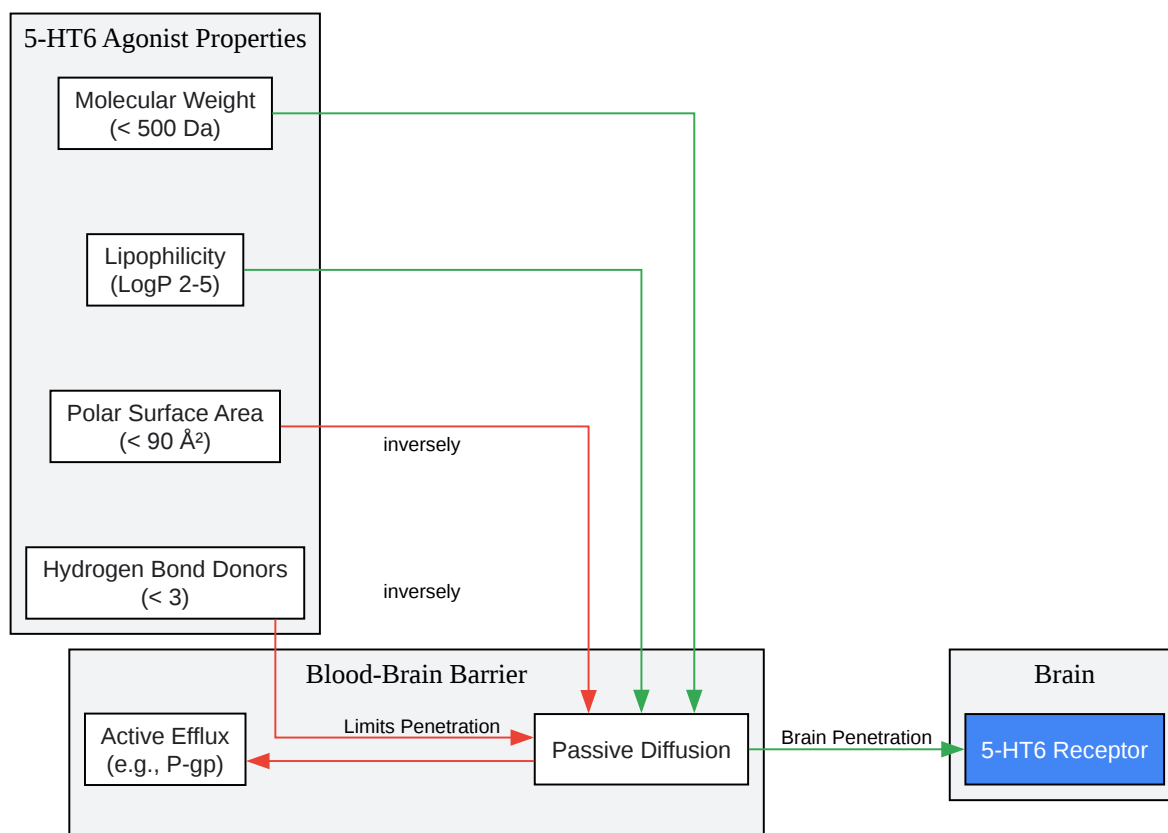 5-HT6 Agonist Properties
Molecular Weight
(< 500 Da)
Lipophilicity
(LogP 2-5)
Polar Surface Area
(< 90 Å²)
inversely
Hydrogen Bond Donors
(< 3)
inversely
Blood-Brain Barrier
Brain
Active Efflux
(e.g., P-gp)
Limits Penetration
Passive Diffusion
Brain Penetration
5-HT6 Receptor